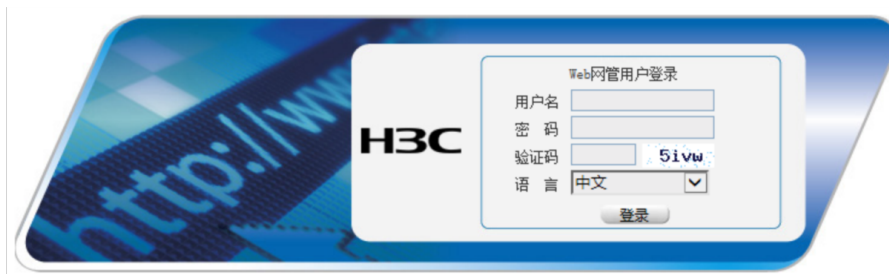 http://www.
H3C
Web网管用户登录
用户名
密 码
验证码 5ivw
语 言 中文
登录